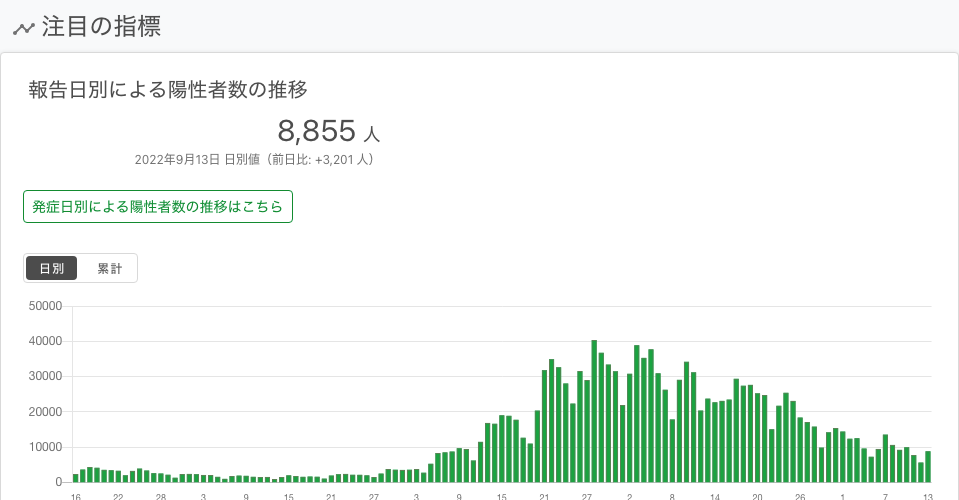 注目の指標
報告日別による陽性者数の推移
8,855 人
2022年9月13日 日別値（前日比: +3,201 人）
発症日別による陽性者数の推移はこちら
日別 累計
50000
40000
30000
20000
10000
0
16 22 28 3 9 15 21 27 3 9 15 21 27 2 8 14 20 26 1 7 13